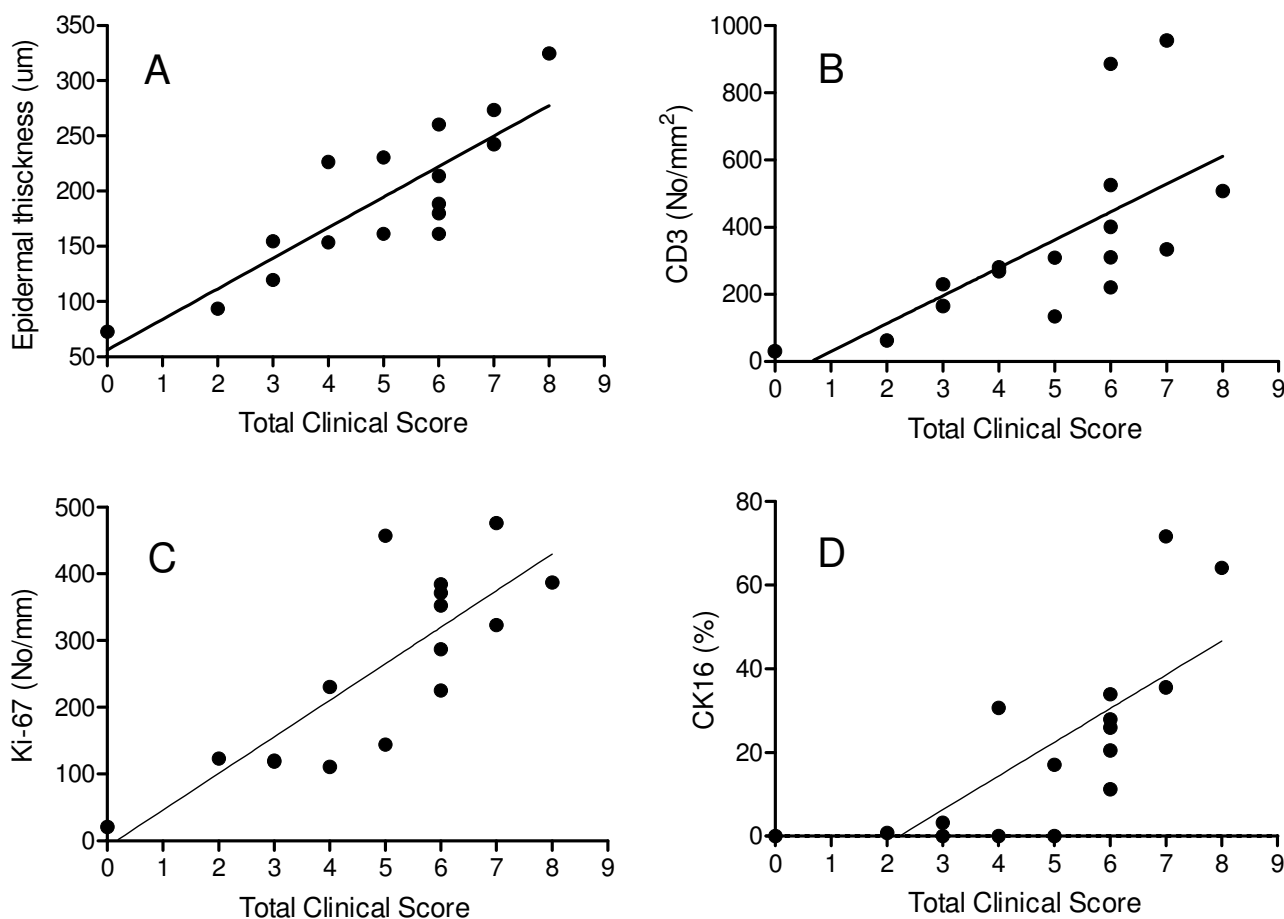 A
Epidermal thisckness (um)
350
300
250
200
150
100
50
0 1 2 3 4 5 6 7 8 9
Total Clinical Score
B
CD3 (No/mm²)
1000
800
600
400
200
0
0 1 2 3 4 5 6 7 8 9
Total Clinical Score
C
Ki-67 (No/mm)
500
400
300
200
100
0
0 1 2 3 4 5 6 7 8 9
Total Clinical Score
D
CK16 (%)
80
60
40
20
0
0 1 2 3 4 5 6 7 8 9
Total Clinical Score